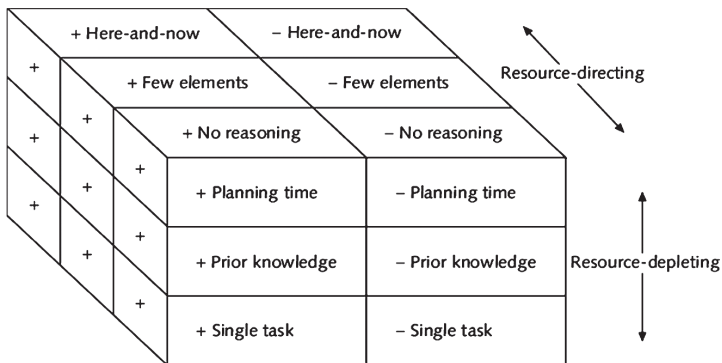 + Here-and-now – Here-and-now
+ Few elements – Few elements
+ No reasoning – No reasoning
Resource-directing
+ + +
+ + +
+ + +
+ Planning time – Planning time
+ Prior knowledge – Prior knowledge
+ Single task – Single task
Resource-depleting